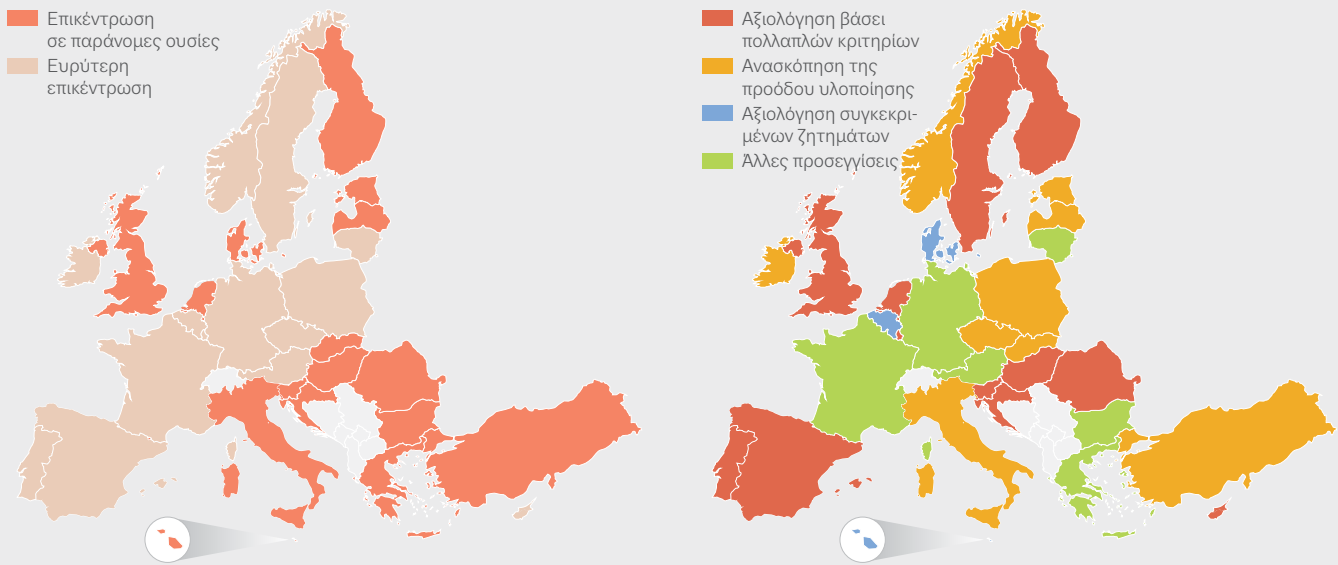 Επικέντρωση
σε παράνομες ουσίες
Ευρύτερη
επικέντρωση
Αξιολόγηση βάσει
πολλαπλών κριτηρίων
Ανασκόπηση της
προόδου υλοποίησης
Αξιολόγηση συγκεκρι-
μένων ζητημάτων
Άλλες προσεγγίσεις